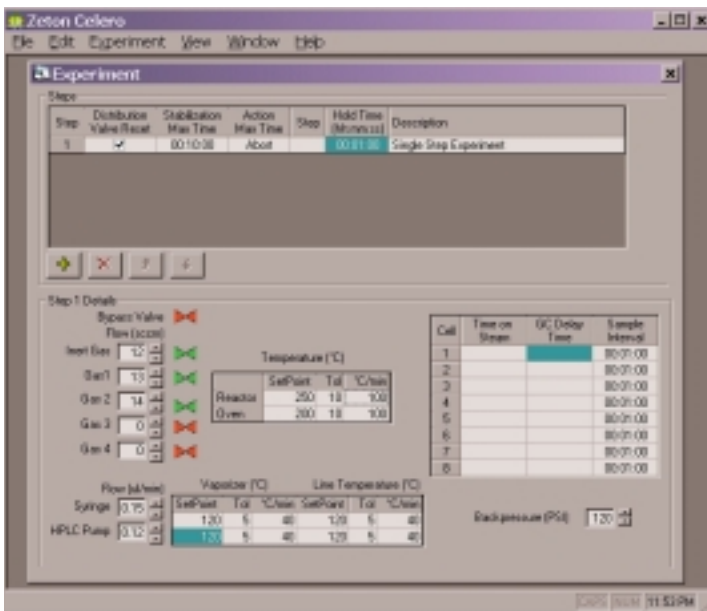 Zeton Celero
File Edit Experiment View Window Help
Experiment
Steps
Step Distribution Valve Reset Stabilization Max Time Action Max Time Step Hold Time (hh:mm:ss) Description
1 00:10:00 Abort 00:01:00 Single Step Experiment
Step 1 Details
Bypass Valve
Flow (sccm)
Inert Gas 12
Gas 1 13
Gas 2 14
Gas 3 0
Gas 4 0
Temperature (°C)
SetPoint Tol °C/min
Reactor 250 10 100
Oven 200 10 100
Cell Time on Steam GC Delay Time Sample Interval
1 00:01:00
2 00:01:00
3 00:01:00
4 00:01:00
5 00:01:00
6 00:01:00
7 00:01:00
8 00:01:00
Flow (ul/min) Vaporizer (°C) Line Temperature (°C)
SetPoint Tol °C/min SetPoint Tol °C/min
Syringe 0.15 120 5 40 120 5 40
HPLC Pump 0.12 120 5 40 120 5 40
Backpressure (PSI) 120
CAPS NUM 11:53 PM